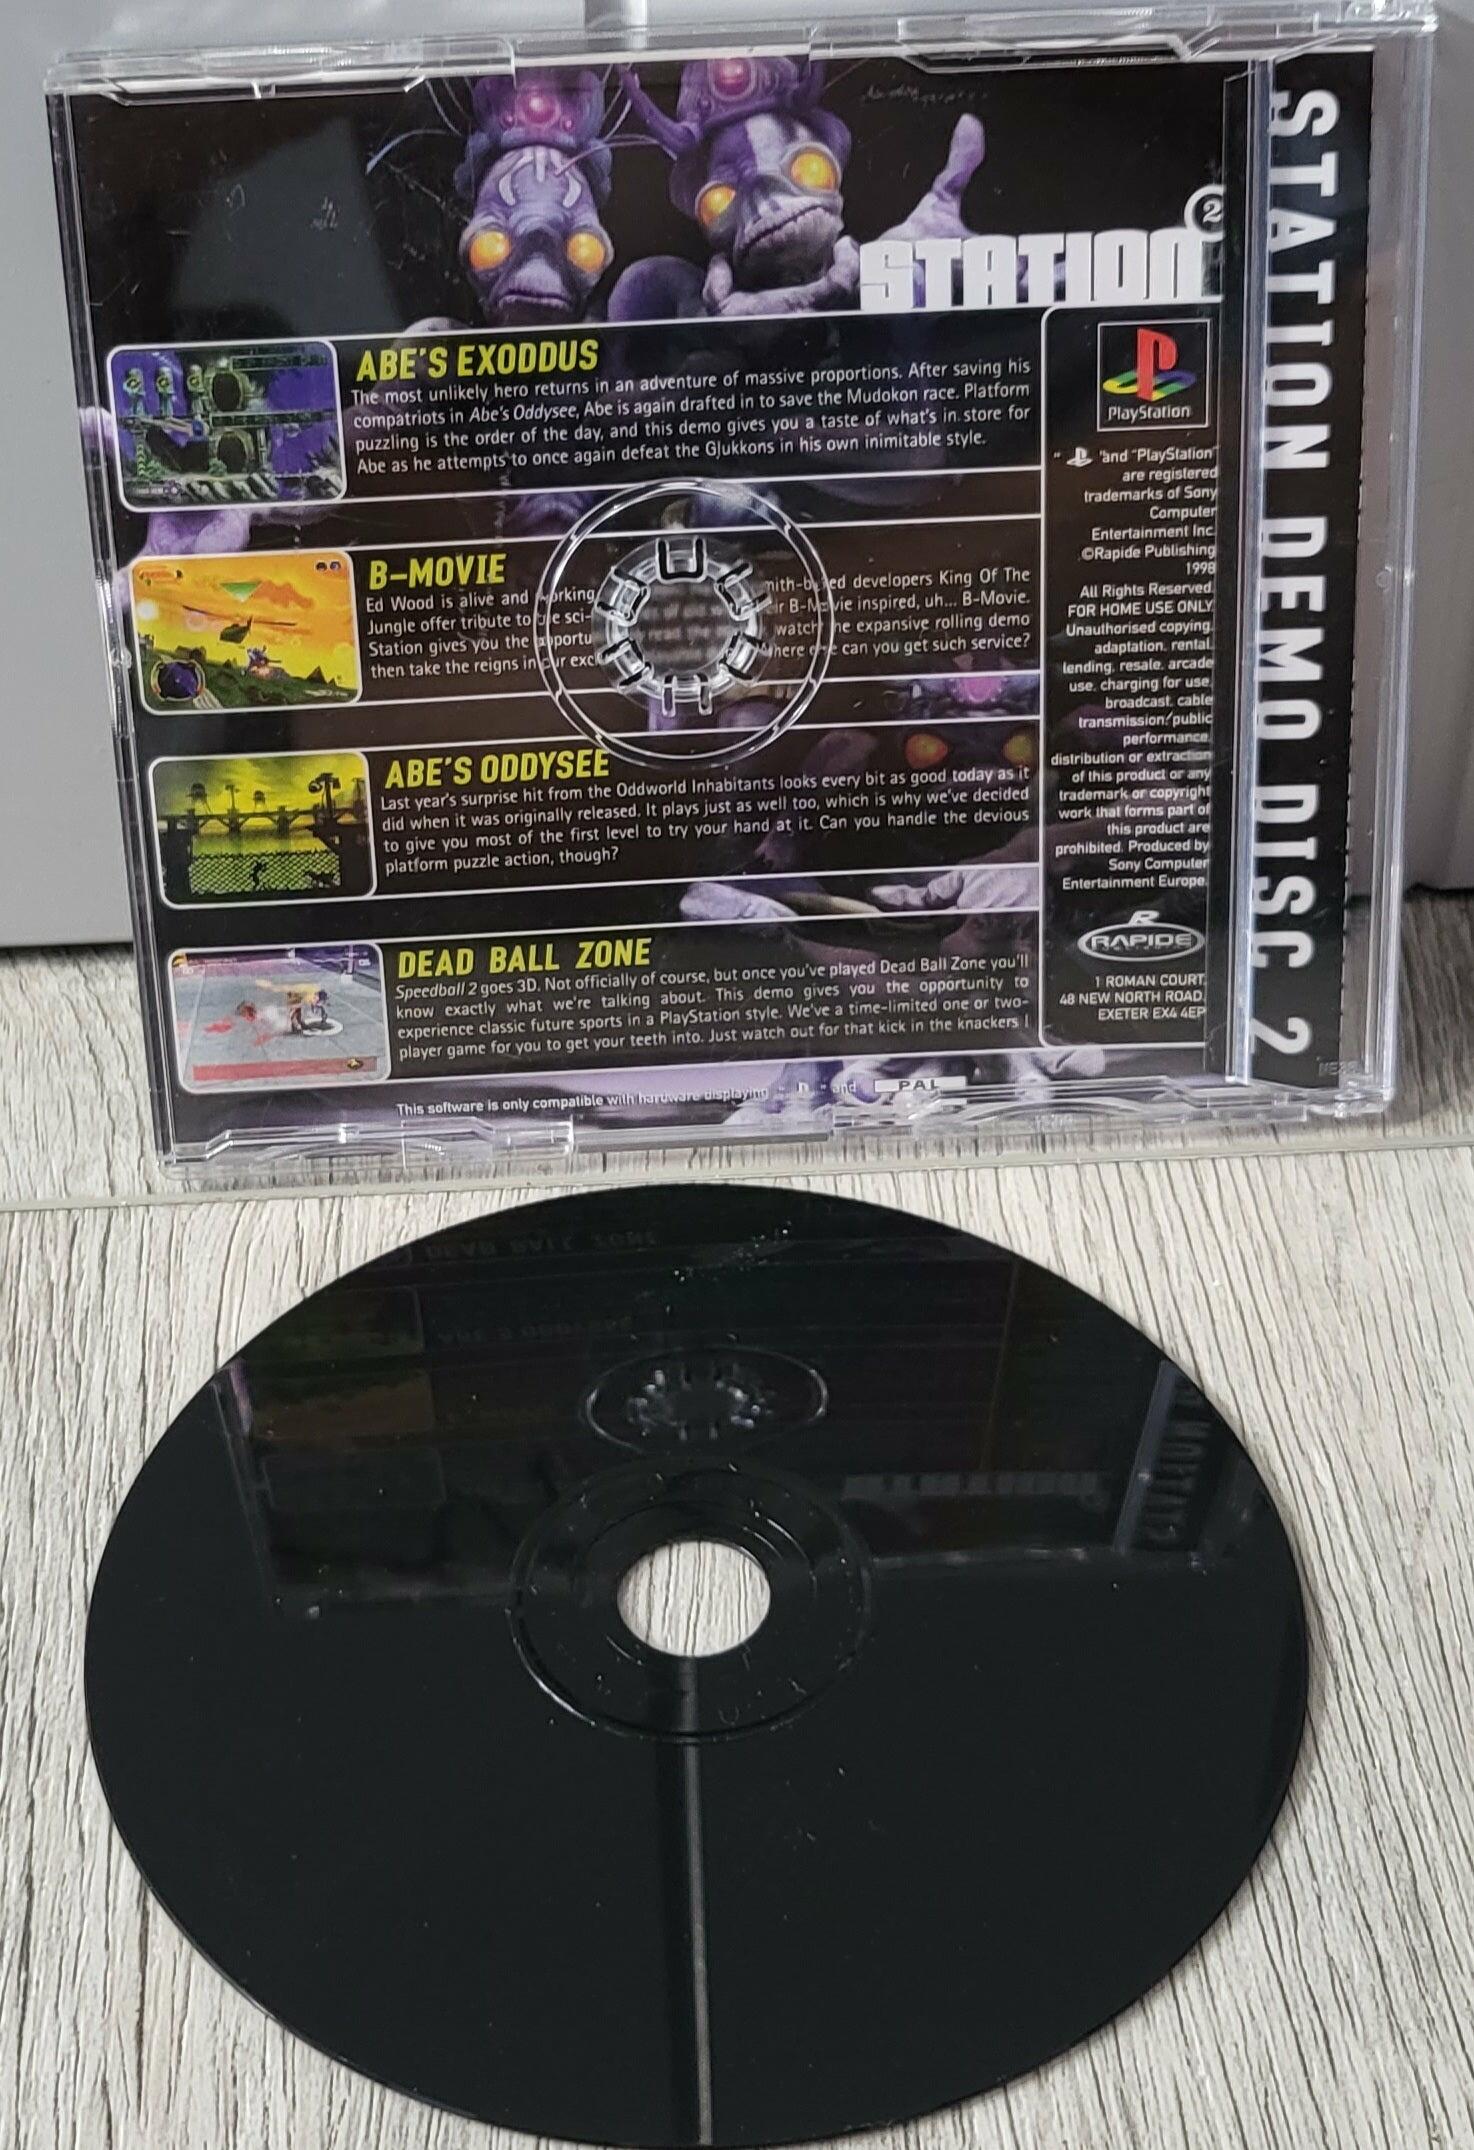 2
STATION
STATION DEMO DISC 2
ABE'S EXODDUS
The most unlikely hero returns in an adventure of massive proportions. After saving his
compatriots in Abe's Oddysee, Abe is again drafted in to save the Mudokon race. Platform
puzzling is the order of the day, and this demo gives you a taste of what's in store for
Abe as he attempts to once again defeat the Glukkons in his own inimitable style.
B-MOVIE
Ed Wood is alive and orking mith-b ed developers King Of The
Jungle offer tribute to sci- B-Movie inspired, uh... B-Movie.
Station gives you the watch expansive rolling demo
then take the reigns in here can you get such service?
ABE'S ODDYSEE
Last year's surprise hit from the Oddworld Inhabitants looks every bit as good today as it
did when it was originally released. It plays just as well too, which is why we've decided
to give you most of the first level to try your hand at it. Can you handle the devious
platform puzzle action, though?
DEAD BALL ZONE
Speedball 2 goes 3D. Not officially of course, but once you've played Dead Ball Zone you'll
know exactly what we're talking about. This demo gives you the opportunity to
experience classic future sports in a PlayStation style. We've a time-limited one or two-
player game for you to get your teeth into. Just watch out for that kick in the knackers !
This software is only compatible with hardware displaying " " and PAL
PlayStation
" " and "PlayStation"
are registered
trademarks of Sony
Computer
Entertainment Inc.
©Rapide Publishing
1998
All Rights Reserved.
FOR HOME USE ONLY
Unauthorised copying,
adaptation, rental,
lending, resale, arcade
use, charging for use,
broadcast, cable
transmission/public
performance,
distribution or extraction
of this product or any
trademark or copyright
work that forms part of
this product are
prohibited. Produced by
Sony Computer
Entertainment Europe.
R
RAPIDE
1 ROMAN COURT,
48 NEW NORTH ROAD,
EXETER EX4 4EP